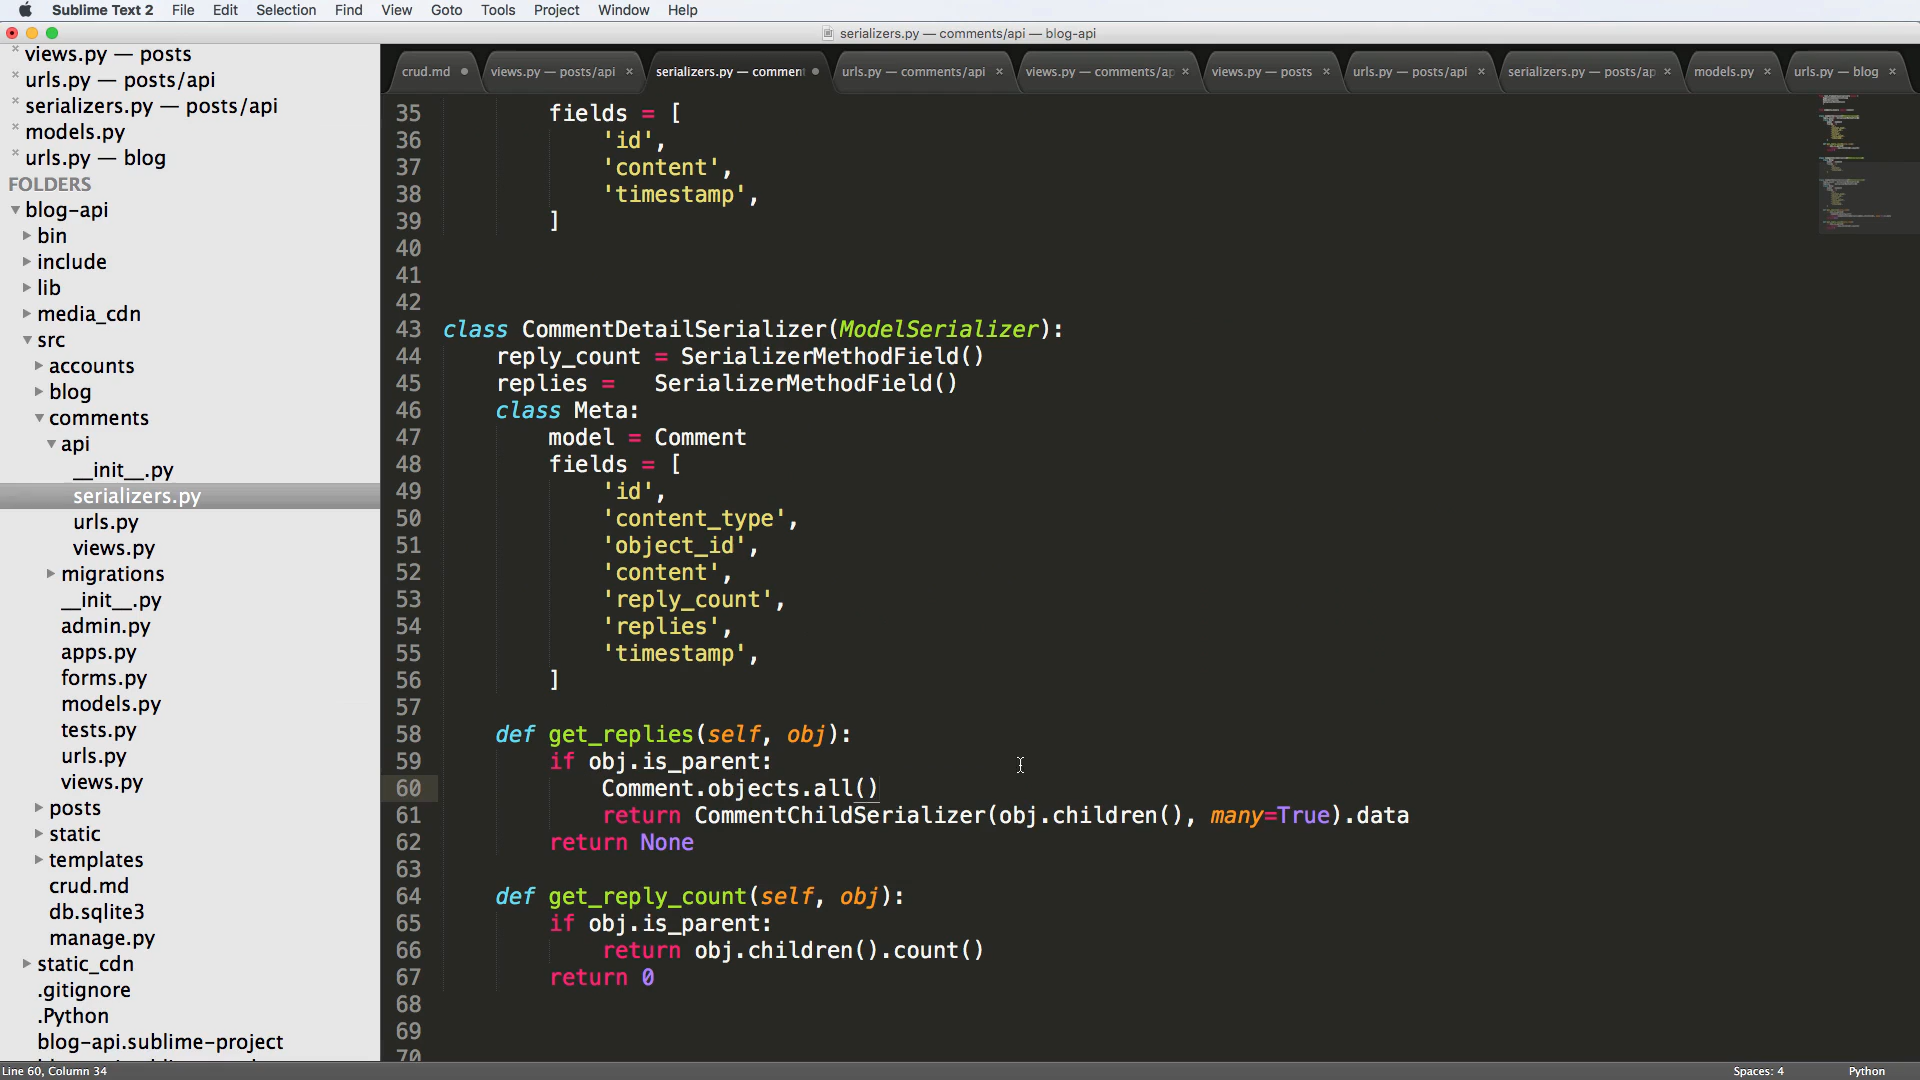 Sublime Text 2 File Edit Selection Find View Goto Tools Project Window Help
serializers.py — comments/api — blog-api
crud.md views.py — posts/api serializers.py — comment urls.py — comments/api views.py — comments/ap views.py — posts urls.py — posts/api serializers.py — posts/ap models.py urls.py — blog
views.py — posts
urls.py — posts/api
serializers.py — posts/api
models.py
urls.py — blog
FOLDERS
blog-api
bin
include
lib
media_cdn
src
accounts
blog
comments
api
__init__.py
serializers.py
urls.py
views.py
migrations
__init__.py
admin.py
apps.py
forms.py
models.py
tests.py
urls.py
views.py
posts
static
templates
crud.md
db.sqlite3
manage.py
static_cdn
.gitignore
.Python
blog-api.sublime-project
35 fields = [
36 'id',
37 'content',
38 'timestamp',
39 ]
40
41
42
43 class CommentDetailSerializer(ModelSerializer):
44 reply_count = SerializerMethodField()
45 replies =   SerializerMethodField()
46 class Meta:
47 model = Comment
48 fields = [
49 'id',
50 'content_type',
51 'object_id',
52 'content',
53 'reply_count',
54 'replies',
55 'timestamp',
56 ]
57
58 def get_replies(self, obj):
59 if obj.is_parent:
60 Comment.objects.all()
61 return CommentChildSerializer(obj.children(), many=True).data
62 return None
63
64 def get_reply_count(self, obj):
65 if obj.is_parent:
66 return obj.children().count()
67 return 0
68
69
70
Line 60, Column 34 Spaces: 4 Python